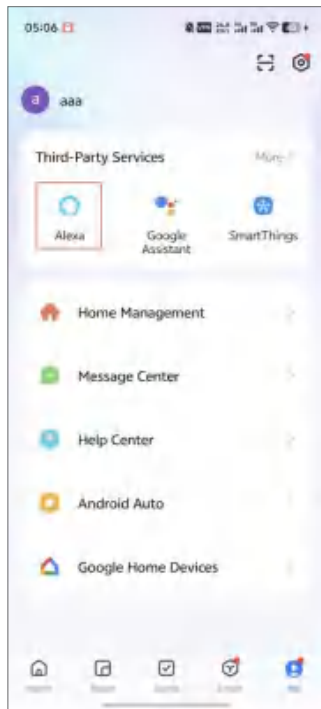 05:06
a aaa
Third-Party Services
More
Alexa
Google Assistant
SmartThings
Home Management
Message Center
Help Center
Android Auto
Google Home Devices